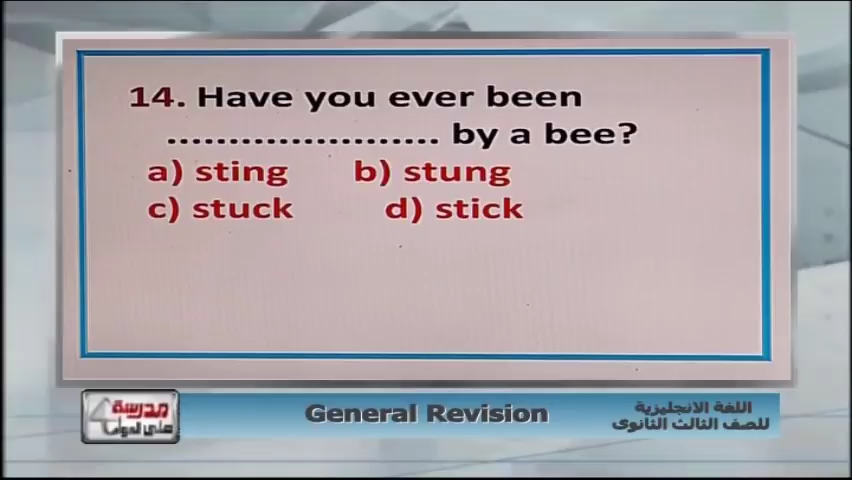 14. Have you ever been
...................... by a bee?
a) sting b) stung
c) stuck d) stick
مدرسة
على الهواء
General Revision
اللغة الانجليزية
للصف الثالث الثانوى